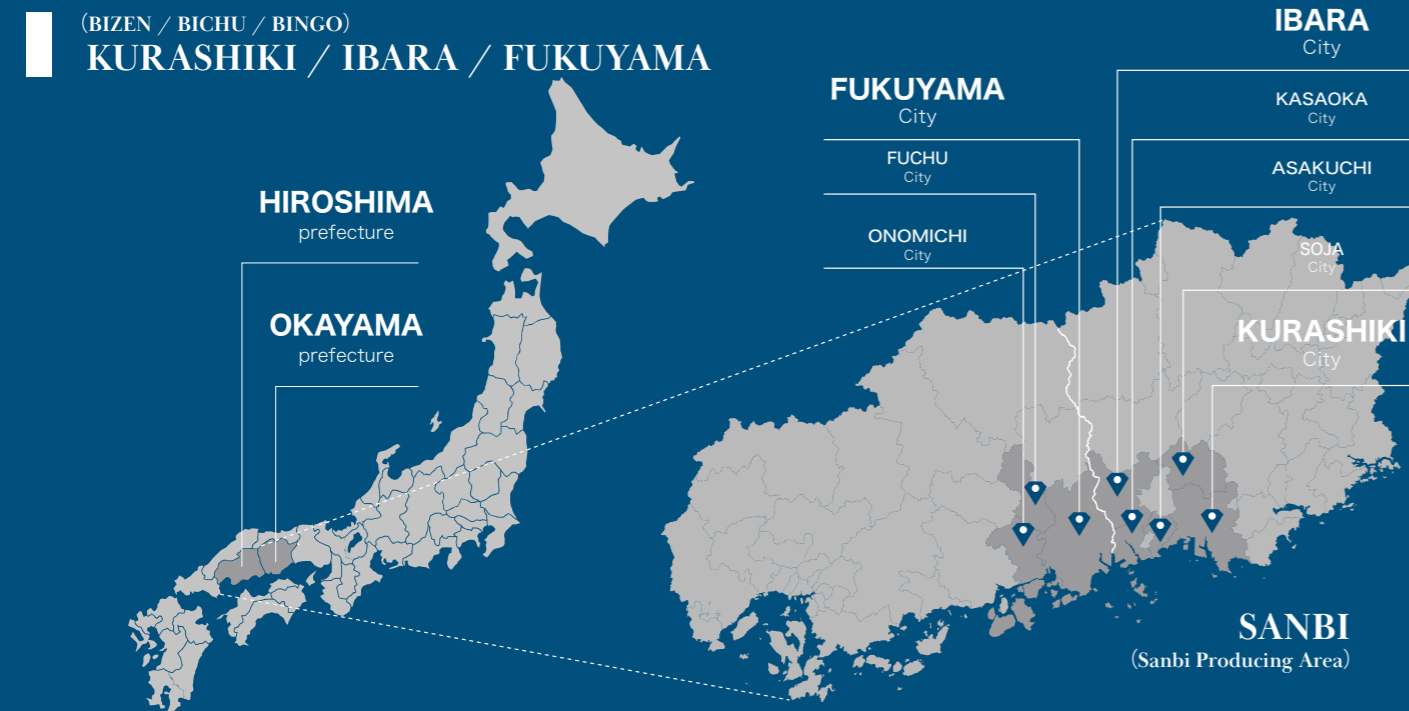 (BIZEN / BICHU / BINGO)
KURASHIKI / IBARA / FUKUYAMA
HIROSHIMA
prefecture
OKAYAMA
prefecture
FUKUYAMA
City
FUCHU
City
ONOMICHI
City
IBARA
City
KASAOKA
City
ASAKUCHI
City
SOJA
City
KURASHIKI
City
SANBI
(Sanbi Producing Area)